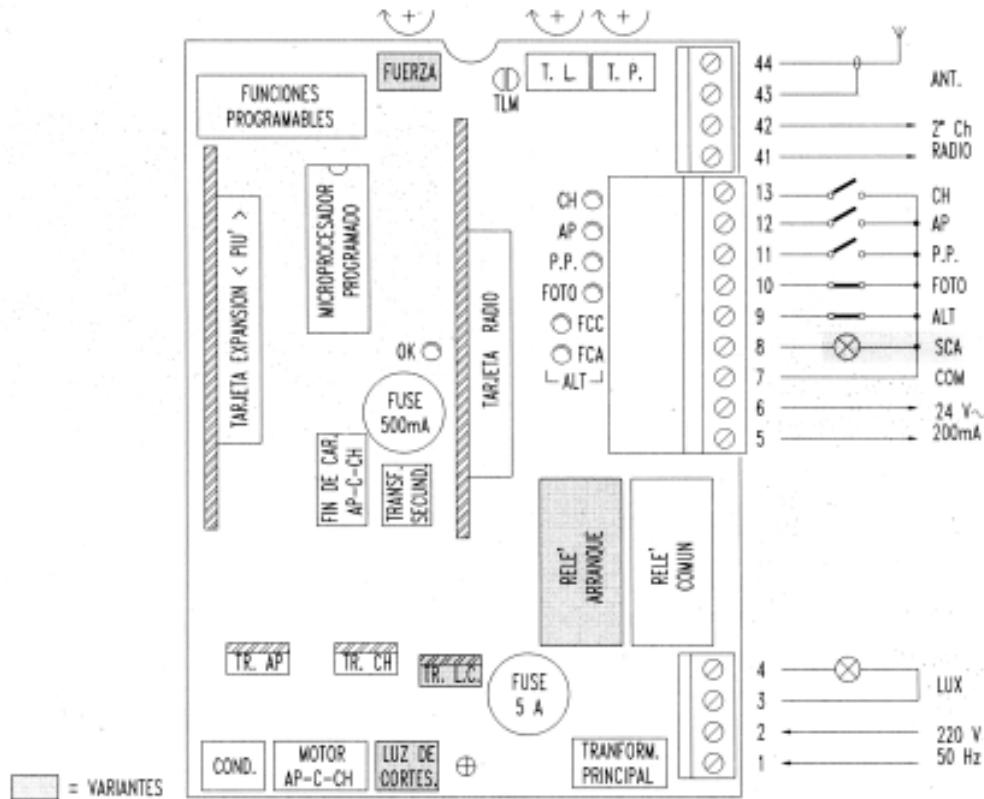 FUERZA
TLM
T. L.
T. P.
FUNCIONES
PROGRAMABLES
TARJETA EXPANSION < PIU' >
MICROPROCESADOR
PROGRAMADO
OK
FUSE
500mA
TARJETA RADIO
CH
AP
P.P.
FOTO
FCC
FCA
ALT
FIN DE CAR.
AP-C-CH
TRANSF.
SECUND.
RELE'
ARRANQUE
RELE'
COMUN
TR. AP
TR. CH
TR. L.C.
FUSE
5 A
COND.
MOTOR
AP-C-CH
LUZ DE
CORTES.
TRANFORM.
PRINCIPAL
44
43
ANT.
42
41
2° Ch
RADIO
13 CH
12 AP
11 P.P.
10 FOTO
9 ALT
8 SCA
7 COM
6
5
24 V~
200mA
4
3
LUX
2
1
220 V
50 Hz
= VARIANTES